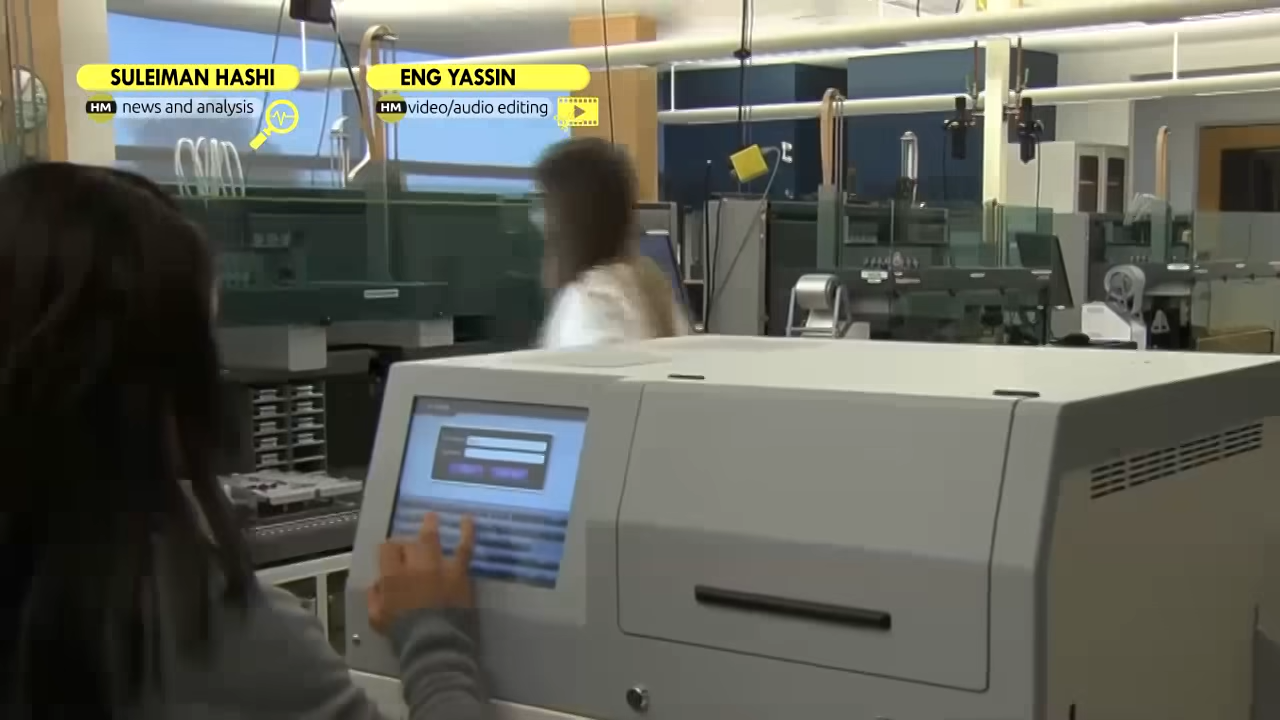 SULEIMAN HASHI
HM news and analysis
ENG YASSIN
HM video/audio editing